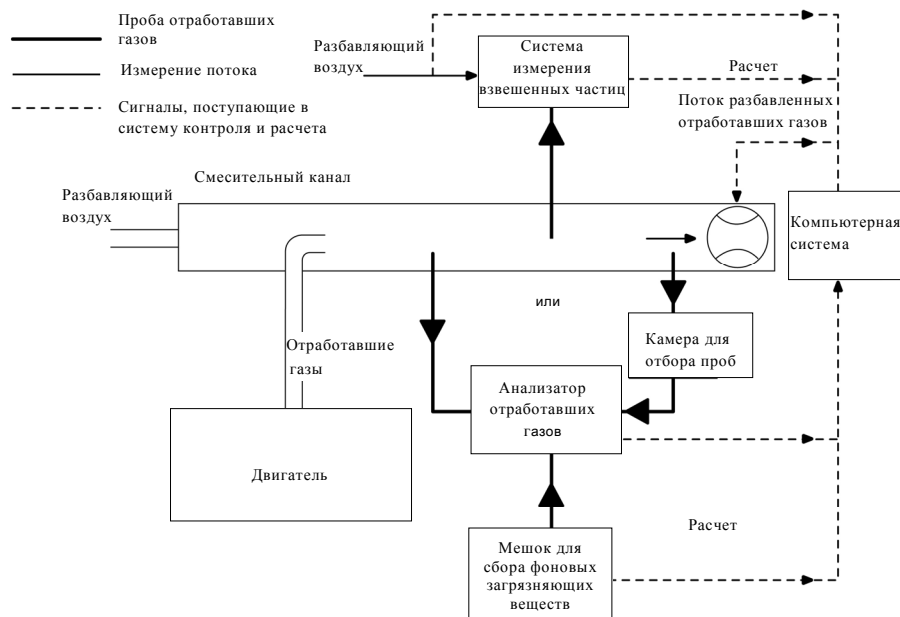 Проба отработавших
газов
Измерение потока
Сигналы, поступающие в
систему контроля и расчета
Разбавляющий
воздух
Система
измерения
взвешенных частиц
Расчет
Поток разбавленных
отработавших газов
Смесительный канал
Разбавляющий
воздух
Компьютерная
система
или
Отработавшие
газы
Камера для
отбора проб
Анализатор
отработавших
газов
Двигатель
Расчет
Мешок для
сбора фоновых
загрязняющих
веществ